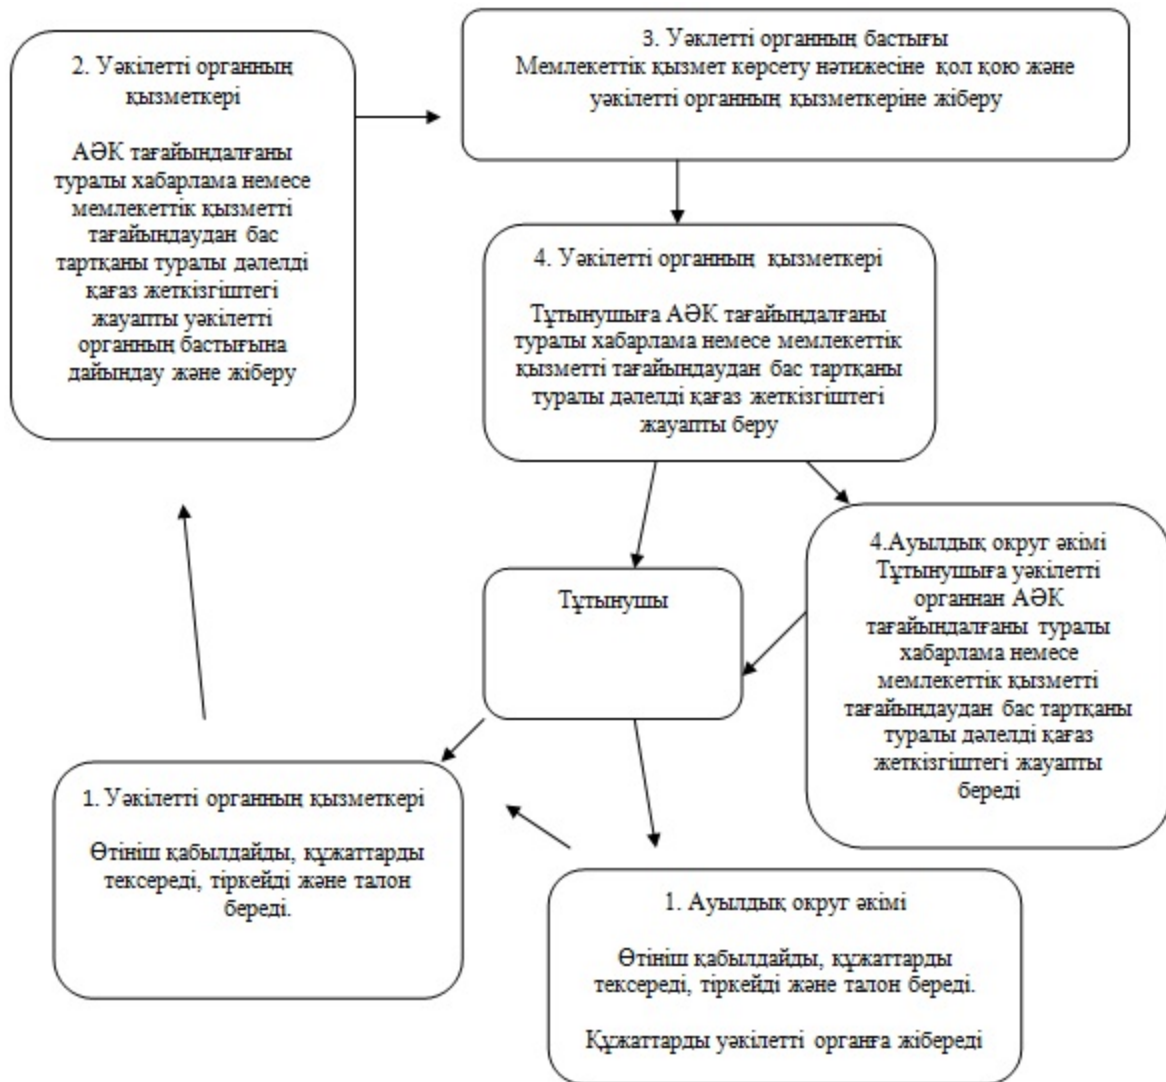 2. Уәкілетті органның
қызметкері
АӘК тағайындалғаны
туралы хабарлама немесе
мемлекеттік қызметті
тағайындаудан бас
тартқаны туралы дәлелді
қағаз жеткізгіштегі
жауапты уәкілетті
органның бастығына
дайындау және жіберу
3. Уәклетті органның бастығы
Мемлекеттік қызмет көрсету нәтижесіне қол қою және
уәкілетті органның қызметкеріне жіберу
4. Уәкілетті органның қызметкері
Тұтынушыға АӘК тағайындалғаны
туралы хабарлама немесе мемлекеттік
қызметті тағайындаудан бас тартқаны
туралы дәлелді қағаз жеткізгіштегі
жауапты беру
4.Ауылдық округ әкімі
Тұтынушыға уәкілетті
органнан АӘК
тағайындалғаны туралы
хабарлама немесе
мемлекеттік қызметті
тағайындаудан бас тартқаны
туралы дәлелді қағаз
жеткізгіштегі жауапты
береді
Тұтынушы
1. Уәкілетті органның қызметкері
Өтініш қабылдайды, құжаттарды
тексереді, тіркейді және талон
береді.
1. Ауылдық округ әкімі
Өтініш қабылдайды, құжаттарды
тексереді, тіркейді және талон береді.
Құжаттарды уәкілетті органға жібереді